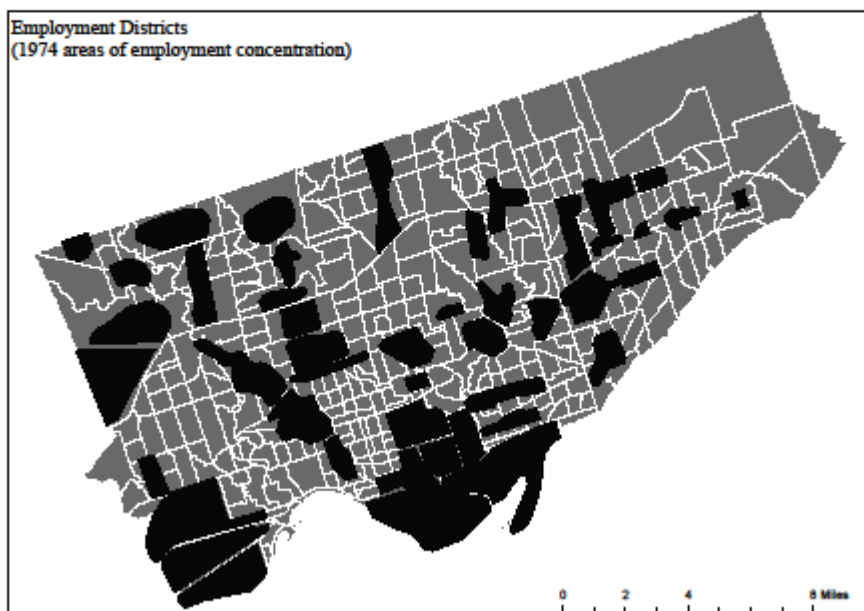 Employment Districts
(1974 areas of employment concentration)
0 2 4 8 Miles